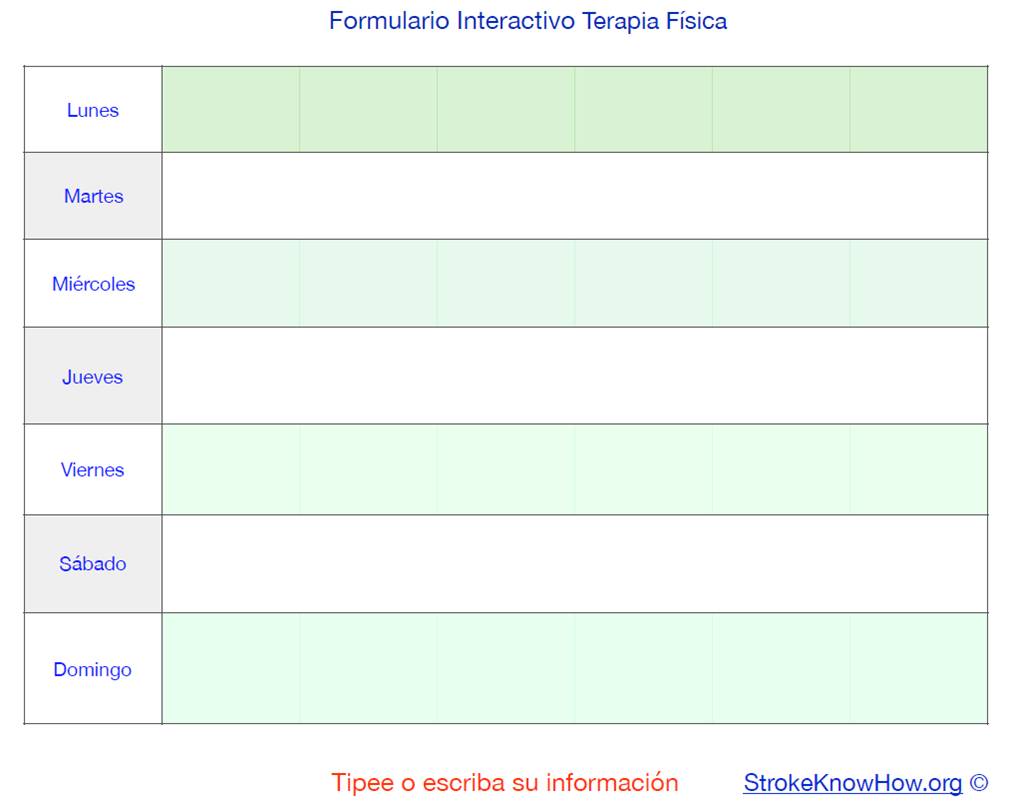 Formulario Interactivo Terapia Física
Lunes
Martes
Miércoles
Jueves
Viernes
Sábado
Domingo
Tipee o escriba su información StrokeKnowHow.org ©